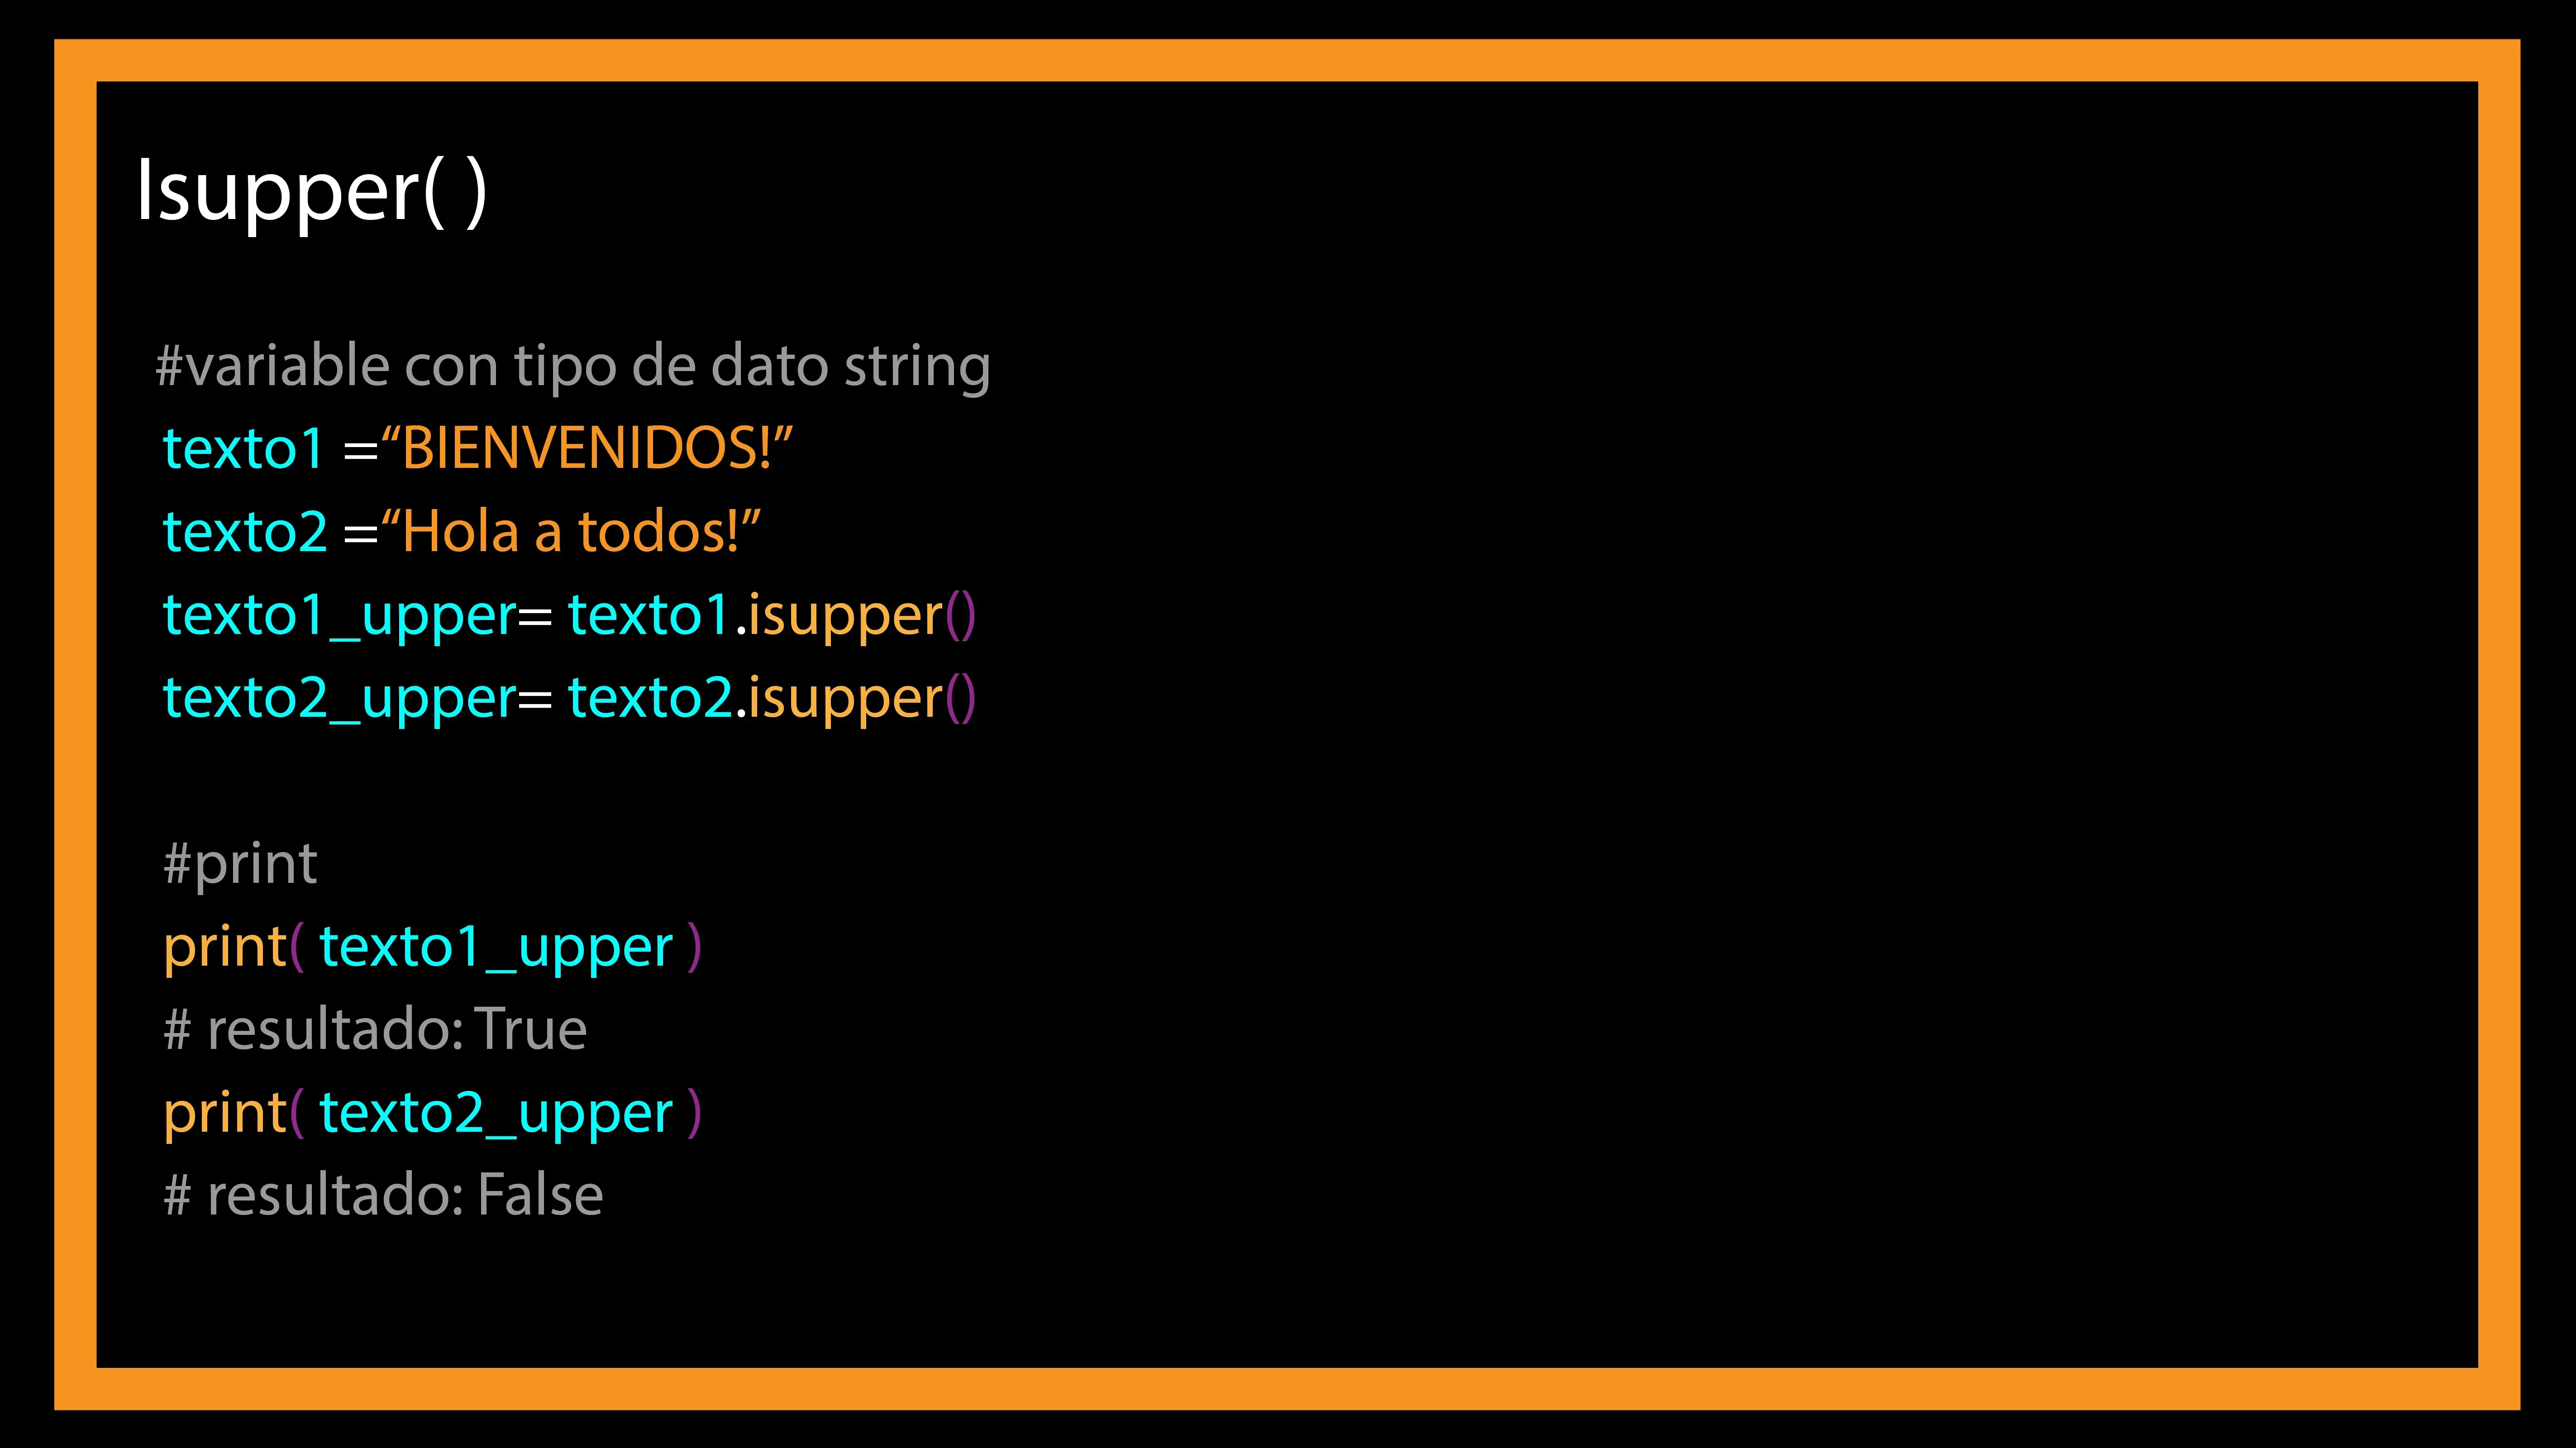 Isupper( )
#variable con tipo de dato string
texto1 =“BIENVENIDOS!”
texto2 =“Hola a todos!”
texto1_upper= texto1.isupper()
texto2_upper= texto2.isupper()
#print
print( texto1_upper )
# resultado: True
print( texto2_upper )
# resultado: False